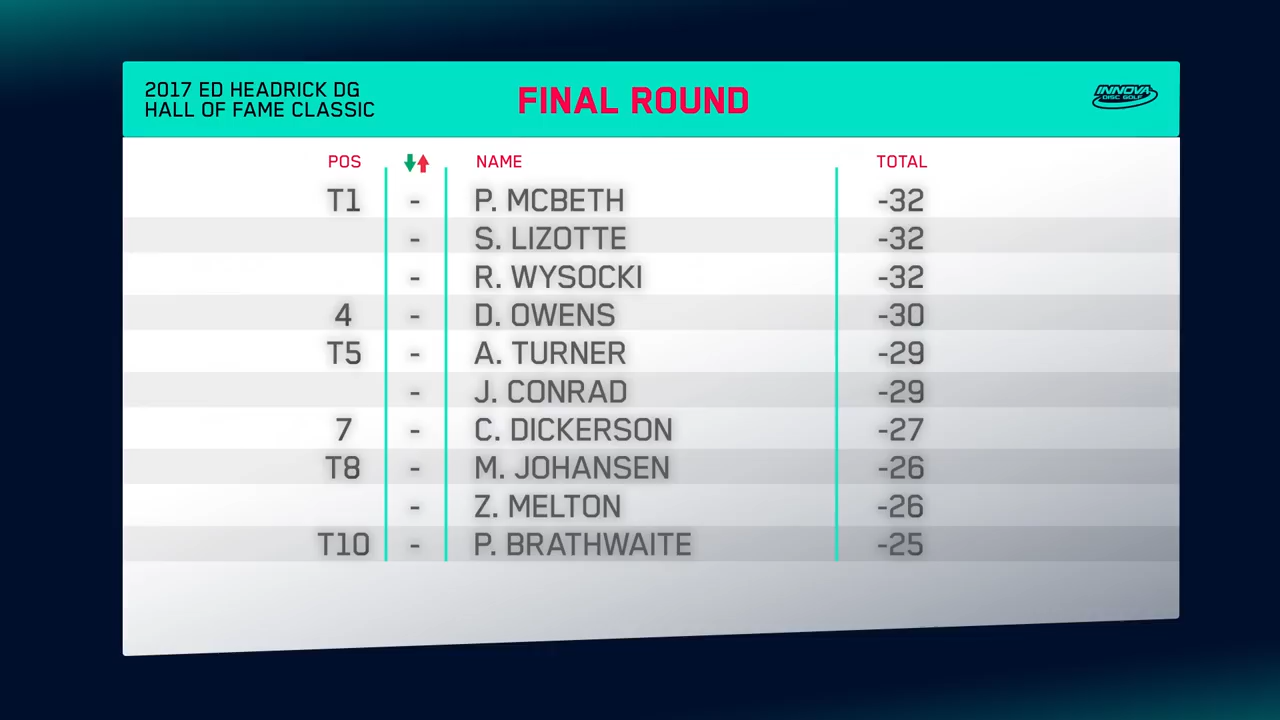 2017 ED HEADRICK DG
HALL OF FAME CLASSIC
FINAL ROUND
INNOVA
DISC GOLF
POS NAME TOTAL
T1 - P. MCBETH -32
- S. LIZOTTE -32
- R. WYSOCKI -32
4 - D. OWENS -30
T5 - A. TURNER -29
- J. CONRAD -29
7 - C. DICKERSON -27
T8 - M. JOHANSEN -26
- Z. MELTON -26
T10 - P. BRATHWAITE -25